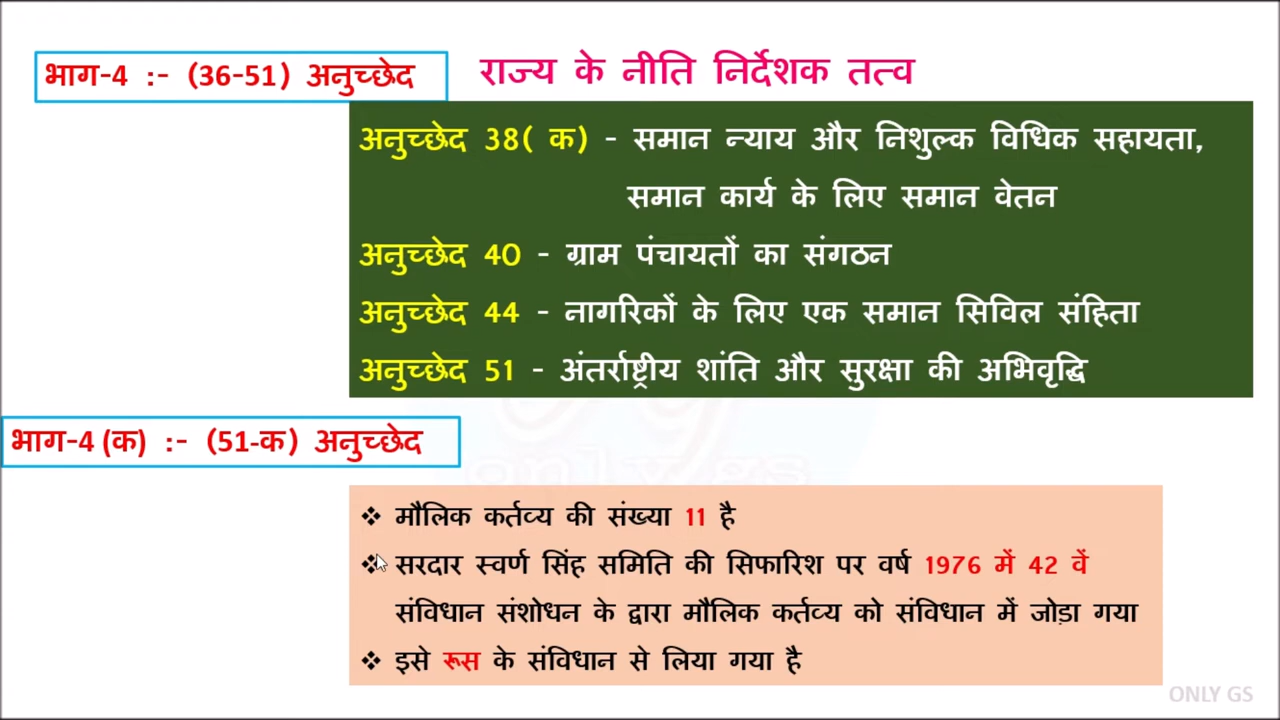 भाग-4 :- (36-51) अनुच्छेद राज्य के नीति निर्देशक तत्व
अनुच्छेद 38( क) - समान न्याय और निशुल्क विधिक सहायता,
समान कार्य के लिए समान वेतन
अनुच्छेद 40 - ग्राम पंचायतों का संगठन
अनुच्छेद 44 - नागरिकों के लिए एक समान सिविल संहिता
अनुच्छेद 51 - अंतर्राष्ट्रीय शांति और सुरक्षा की अभिवृद्धि
भाग-4 (क) :- (51-क) अनुच्छेद
only gs
❖ मौलिक कर्तव्य की संख्या 11 है
❖ सरदार स्वर्ण सिंह समिति की सिफारिश पर वर्ष 1976 में 42 वें
संविधान संशोधन के द्वारा मौलिक कर्तव्य को संविधान में जोड़ा गया
❖ इसे रूस के संविधान से लिया गया है
ONLY GS